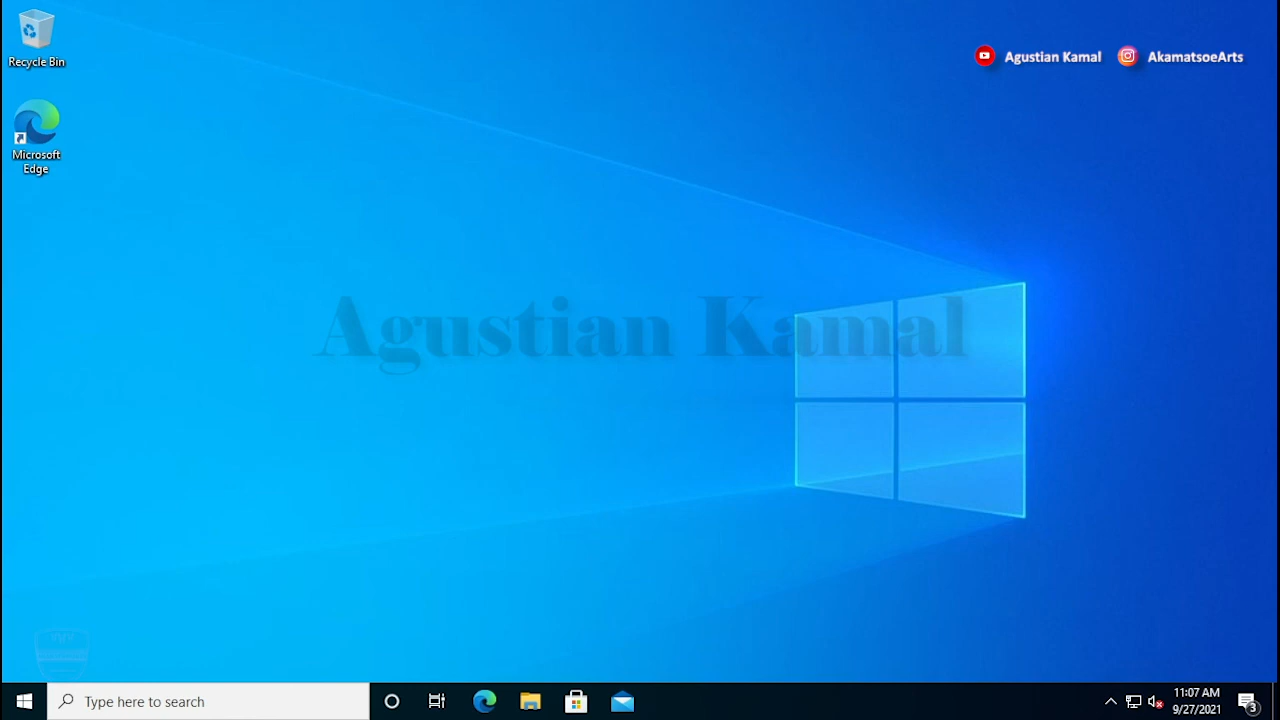 Recycle Bin
Microsoft
Edge
Agustian Kamal
AkamatsoeArts
Agustian Kamal
Type here to search
11:07 AM
9/27/2021
3